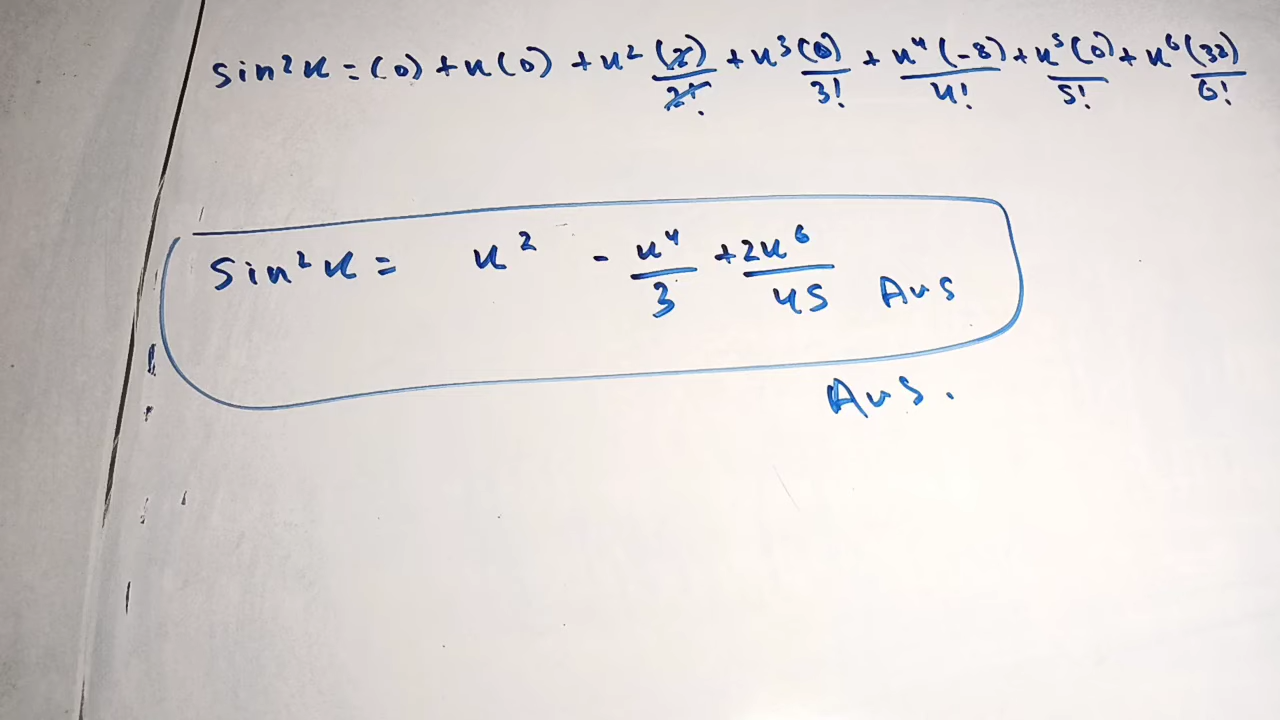 sin²x = (0) + x(0) + x² (2)/2! + x³ (0)/3! + x⁴ (-8)/4! + x⁵ (0)/5! + x⁶ (32)/6!
sin²x = x² - x⁴/3 + 2x⁶/45 Ans
Ans.